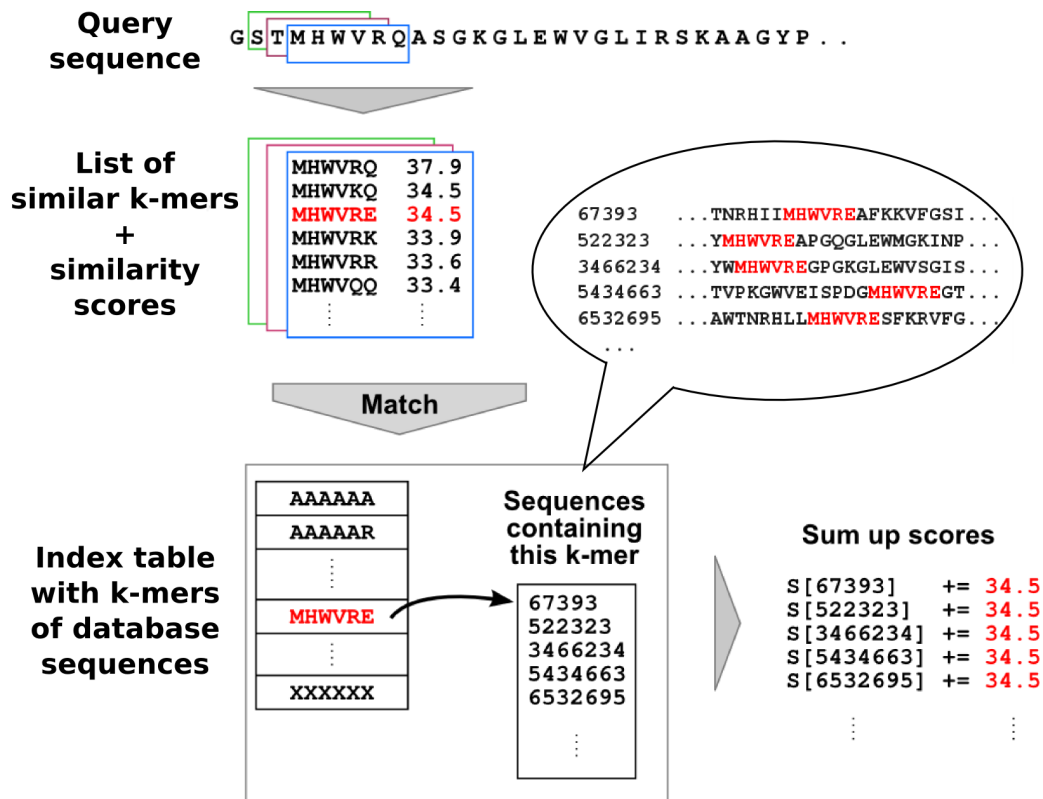 Query
sequence
G S T M H W V R Q A S G K G L E W V G L I R S K A A G Y P . .
List of
similar k-mers
+
similarity
scores
MHWVRQ 37.9
MHWVKQ 34.5
MHWVRE 34.5
MHWVRK 33.9
MHWVRR 33.6
MHWVQQ 33.4
⋮ ⋮
67393 ...TNRHIIMHWVREAFKKVFGSI...
522323 ...YMHWVREAPGQGLEWMGKINP...
3466234 ...YWMHWVREGPGKGLEWVSGIS...
5434663 ...TVPKGWVEISPDGMHWVREGT...
6532695 ...AWTNRHLLMHWVRESFKRVFG...
...
Match
Index table
with k-mers
of database
sequences
AAAAAA
AAAAAR
⋮
MHWVRE
⋮
XXXXXX
Sequences
containing
this k-mer
67393
522323
3466234
5434663
6532695
⋮
Sum up scores
S[67393] += 34.5
S[522323] += 34.5
S[3466234] += 34.5
S[5434663] += 34.5
S[6532695] += 34.5
⋮ ⋮